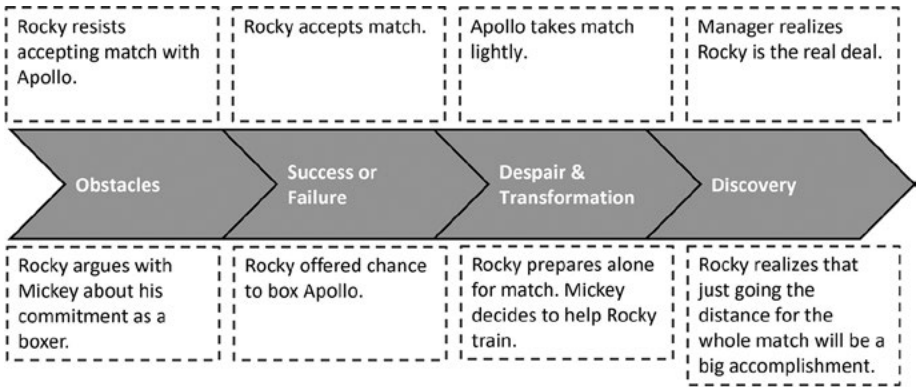 Rocky resists
accepting match with
Apollo.
Rocky accepts match.
Apollo takes match
lightly.
Manager realizes
Rocky is the real deal.
Obstacles
Success or
Failure
Despair &
Transformation
Discovery
Rocky argues with
Mickey about his
commitment as a
boxer.
Rocky offered chance
to box Apollo.
Rocky prepares alone
for match. Mickey
decides to help Rocky
train.
Rocky realizes that
just going the
distance for the
whole match will be a
big accomplishment.